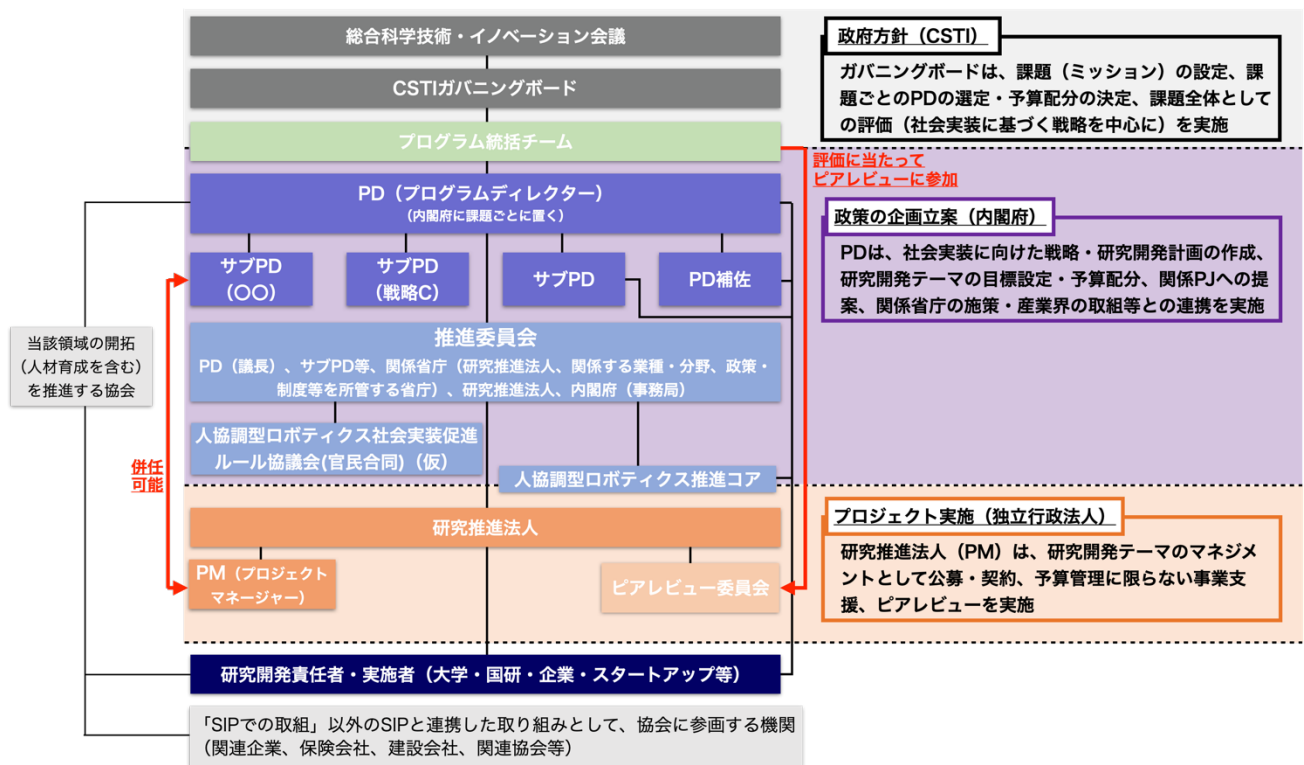 総合科学技術・イノベーション会議
CSTIガバニングボード
プログラム統括チーム
政府方針（CSTI）
ガバニングボードは、課題（ミッション）の設定、課
題ごとのPDの選定・予算配分の決定、課題全体として
の評価（社会実装に基づく戦略を中心に）を実施
評価に当たって
ピアレビューに参加
PD（プログラムディレクター）
（内閣府に課題ごとに置く）
サブPD
（〇〇）
サブPD
（戦略C）
サブPD
PD補佐
政策の企画立案（内閣府）
PDは、社会実装に向けた戦略・研究開発計画の作成、
研究開発テーマの目標設定・予算配分、関係PJへの提
案、関係省庁の施策・産業界の取組等との連携を実施
当該領域の開拓
（人材育成を含む）
を推進する協会
推進委員会
PD（議長）、サブPD等、関係省庁（研究推進法人、関係する業種・分野、政策・
制度等を所管する省庁）、研究推進法人、内閣府（事務局）
人協調型ロボティクス社会実装促進
ルール協議会(官民合同)（仮）
人協調型ロボティクス推進コア
併任
可能
研究推進法人
PM（プロジェクト
マネージャー）
ピアレビュー委員会
プロジェクト実施（独立行政法人）
研究推進法人（PM）は、研究開発テーマのマネジメ
ントとして公募・契約、予算管理に限らない事業支
援、ピアレビューを実施
研究開発責任者・実施者（大学・国研・企業・スタートアップ等）
「SIPでの取組」以外のSIPと連携した取り組みとして、協会に参画する機関
（関連企業、保険会社、建設会社、関連協会等）